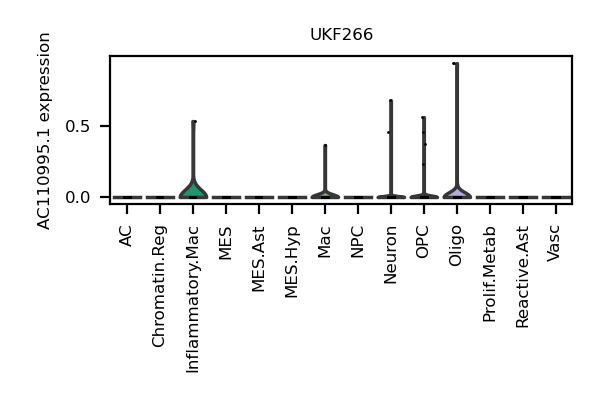 UKF266
AC110995.1 expression
0.5
0.0
AC
Chromatin.Reg
Inflammatory.Mac
MES
MES.Ast
MES.Hyp
Mac
NPC
Neuron
OPC
Oligo
Prolif.Metab
Reactive.Ast
Vasc